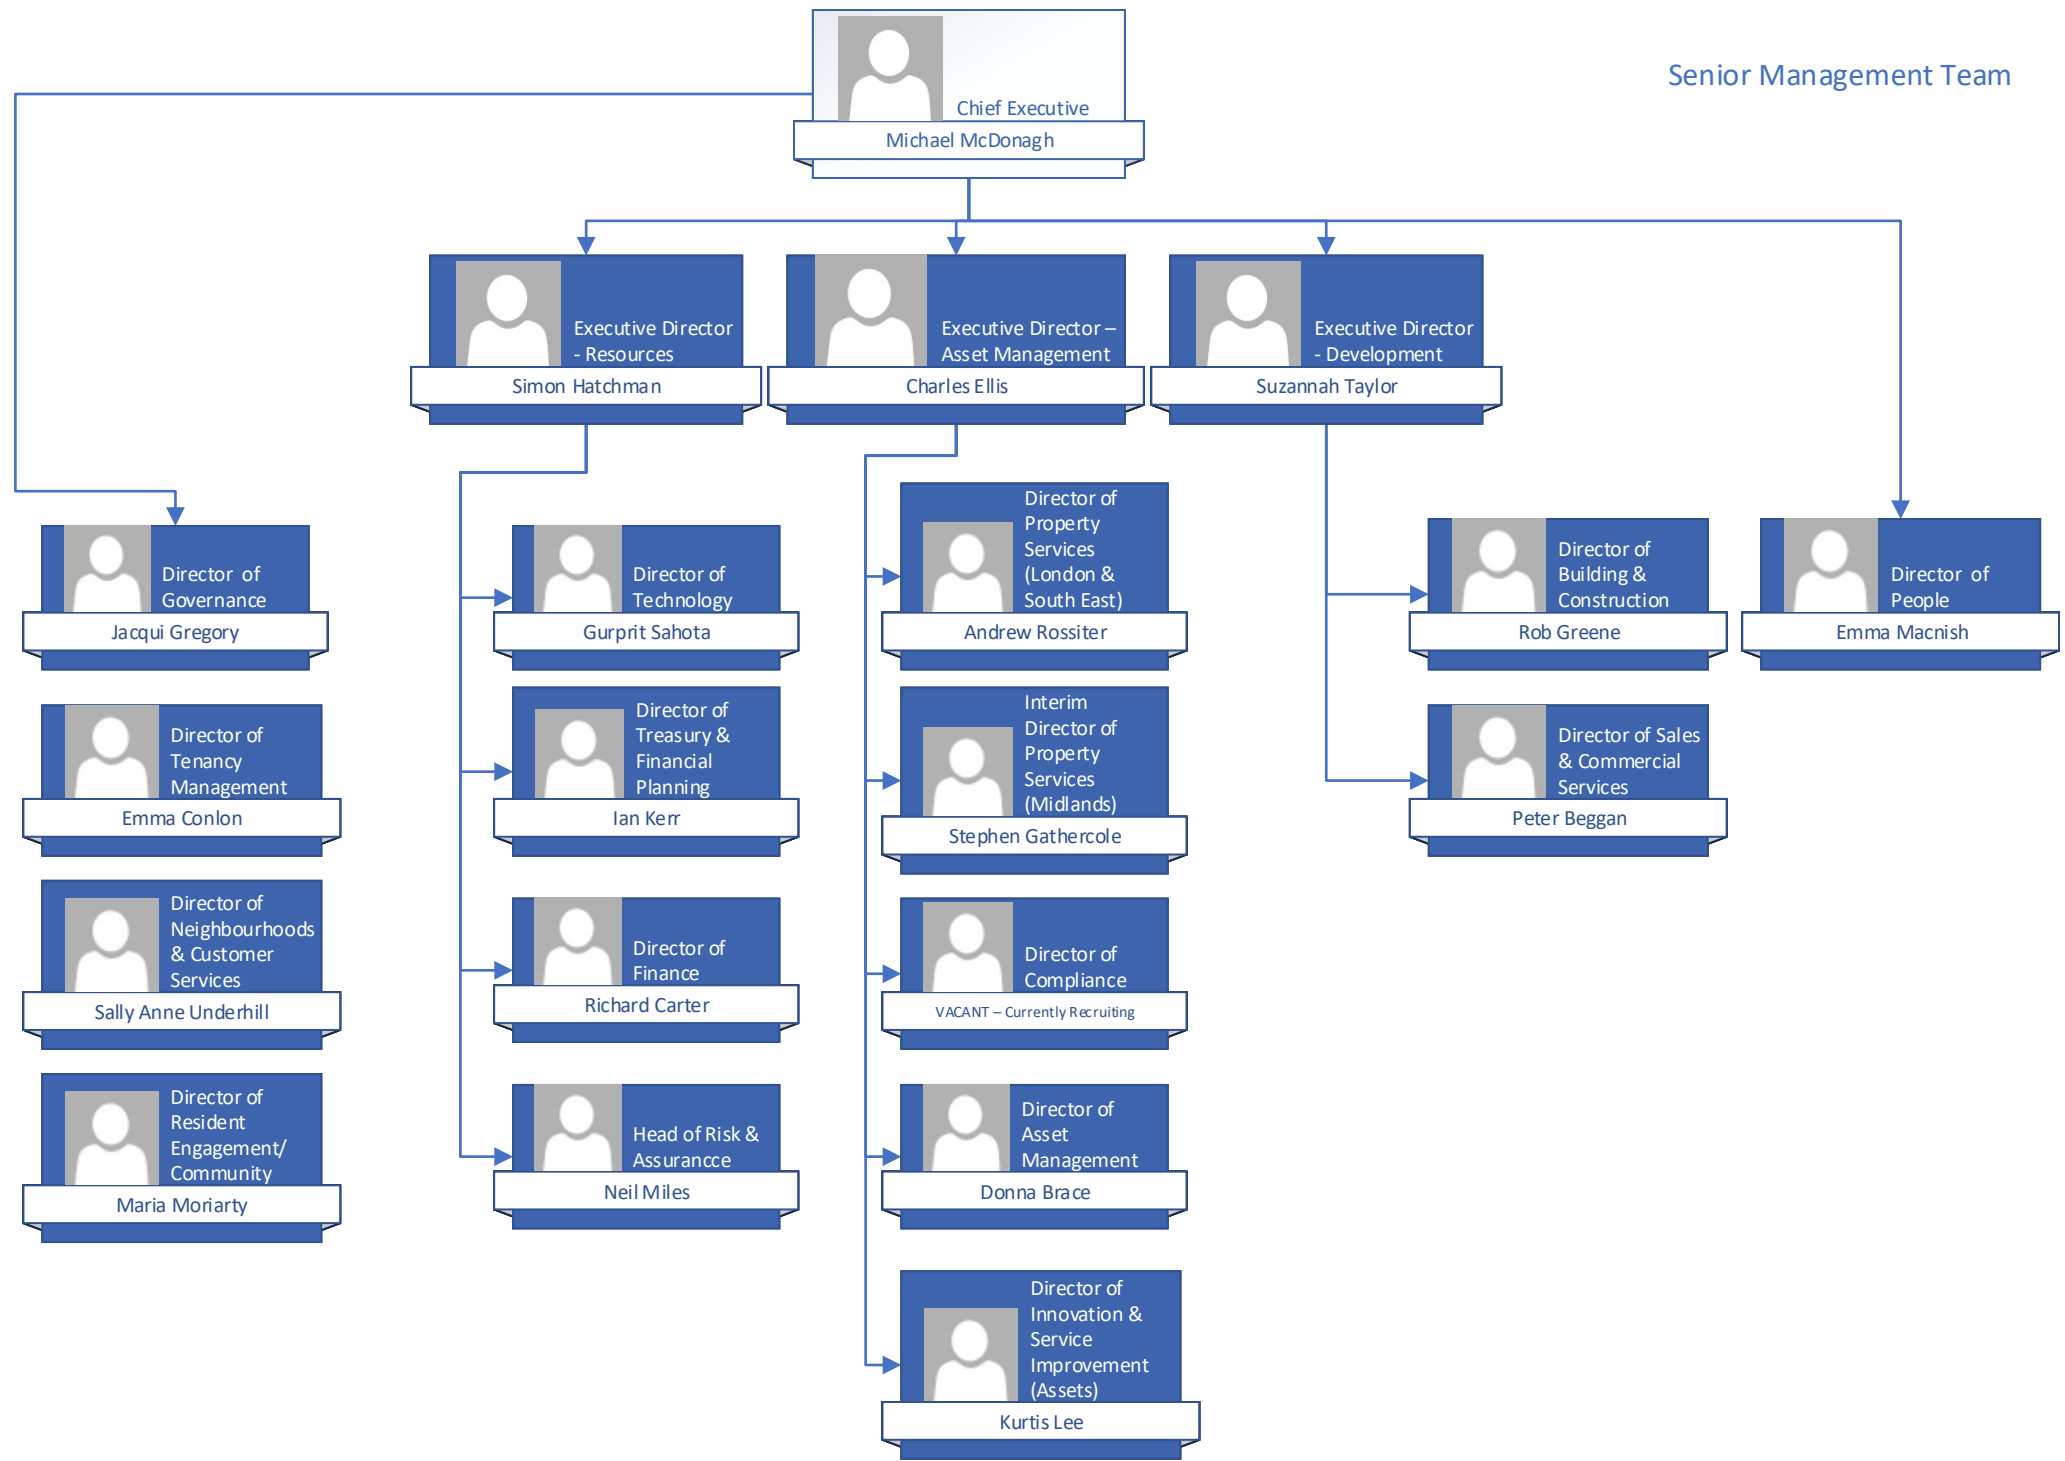 Senior Management Team
Chief Executive
Michael McDonagh
Executive Director
- Resources
Simon Hatchman
Executive Director –
Asset Management
Charles Ellis
Executive Director
- Development
Suzannah Taylor
Director of
Governance
Jacqui Gregory
Director of
Tenancy
Management
Emma Conlon
Director of
Neighbourhoods
& Customer
Services
Sally Anne Underhill
Director of
Resident
Engagement/
Community
Maria Moriarty
Director of
Technology
Gurprit Sahota
Director of
Treasury &
Financial
Planning
Ian Kerr
Director of
Finance
Richard Carter
Head of Risk &
Assurancce
Neil Miles
Director of
Property
Services
(London &
South East)
Andrew Rossiter
Interim
Director of
Property
Services
(Midlands)
Stephen Gathercole
Director of
Compliance
VACANT – Currently Recruiting
Director of
Asset
Management
Donna Brace
Director of
Innovation &
Service
Improvement
(Assets)
Kurtis Lee
Director of
Building &
Construction
Rob Greene
Director of Sales
& Commercial
Services
Peter Beggan
Director of
People
Emma Macnish